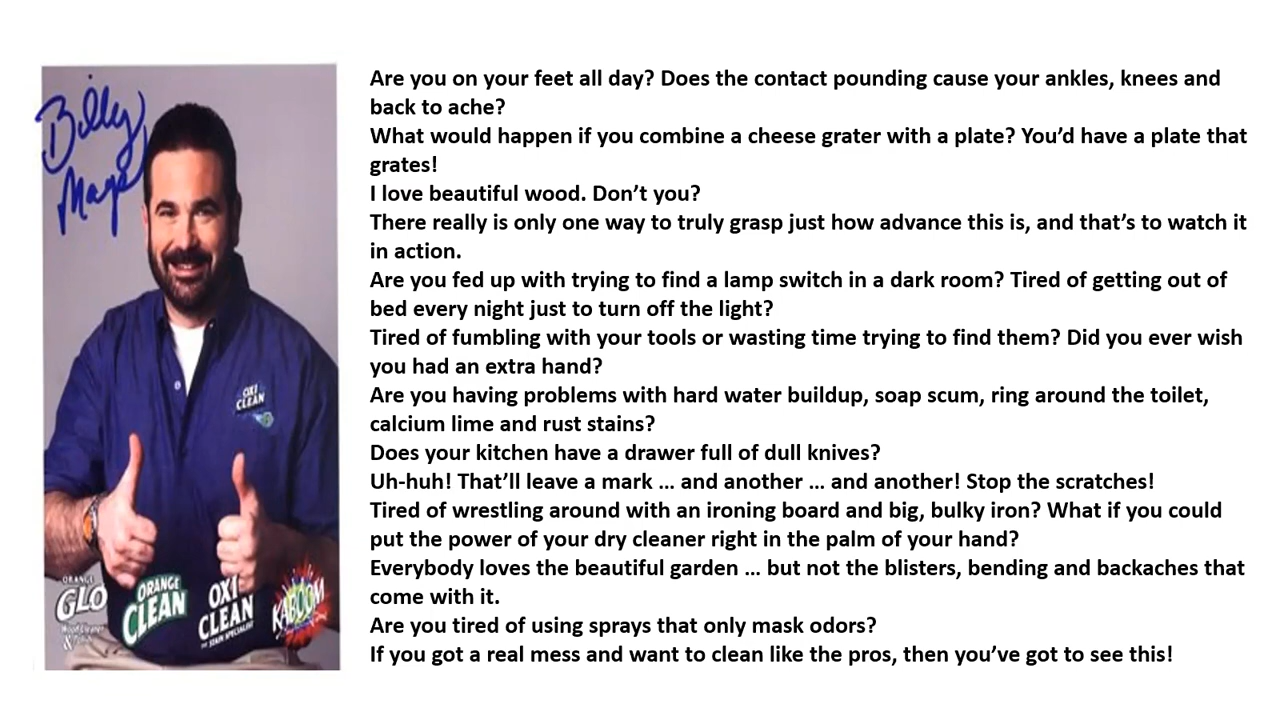 Billy
Mays
Are you on your feet all day? Does the contact pounding cause your ankles, knees and
back to ache?
What would happen if you combine a cheese grater with a plate? You’d have a plate that
grates!
I love beautiful wood. Don’t you?
There really is only one way to truly grasp just how advance this is, and that’s to watch it
in action.
Are you fed up with trying to find a lamp switch in a dark room? Tired of getting out of
bed every night just to turn off the light?
Tired of fumbling with your tools or wasting time trying to find them? Did you ever wish
you had an extra hand?
Are you having problems with hard water buildup, soap scum, ring around the toilet,
calcium lime and rust stains?
Does your kitchen have a drawer full of dull knives?
Uh-huh! That’ll leave a mark … and another … and another! Stop the scratches!
Tired of wrestling around with an ironing board and big, bulky iron? What if you could
put the power of your dry cleaner right in the palm of your hand?
Everybody loves the beautiful garden … but not the blisters, bending and backaches that
come with it.
Are you tired of using sprays that only mask odors?
If you got a real mess and want to clean like the pros, then you’ve got to see this!
OXI
CLEAN
ORANGE
GLO
Wood Cleaner
&
ORANGE
CLEAN
OXI
CLEAN
THE STAIN SPECIALIST
KABOOM